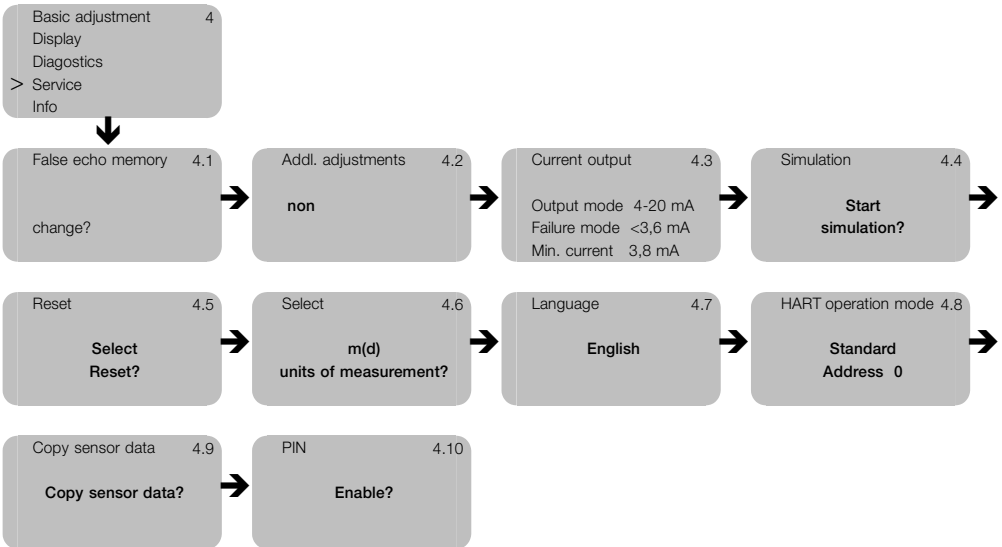 Basic adjustment 4
Display
Diagostics
> Service
Info
False echo memory 4.1
change?
Addl. adjustments 4.2
non
Current output 4.3
Output mode 4-20 mA
Failure mode <3,6 mA
Min. current 3,8 mA
Simulation 4.4
Start
simulation?
Reset 4.5
Select
Reset?
Select 4.6
m(d)
units of measurement?
Language 4.7
English
HART operation mode 4.8
Standard
Address 0
Copy sensor data 4.9
Copy sensor data?
PIN 4.10
Enable?